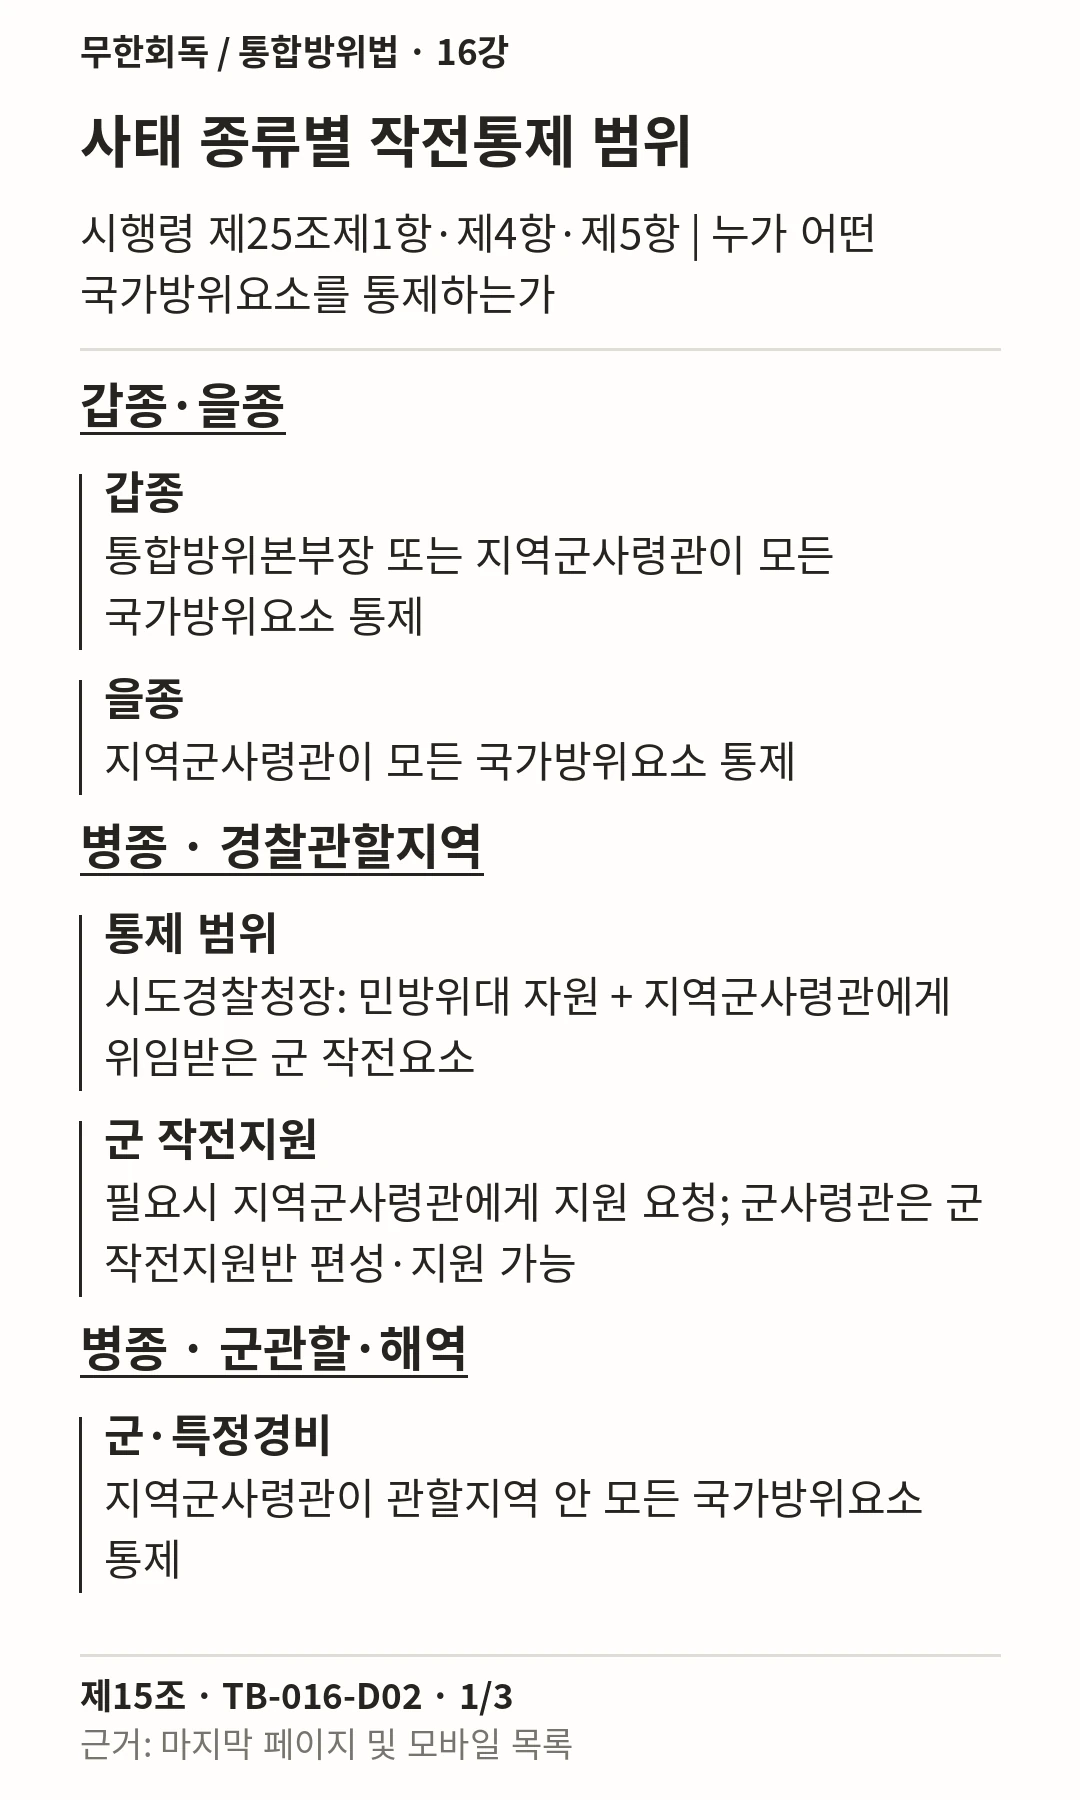 무한회독 / 통합방위법 · 16강
사태 종류별 작전통제 범위
시행령 제25조제1항·제4항·제5항 | 누가 어떤
국가방위요소를 통제하는가
갑종·을종
갑종
통합방위본부장 또는 지역군사령관이 모든
국가방위요소 통제
을종
지역군사령관이 모든 국가방위요소 통제
병종 · 경찰관할지역
통제 범위
시도경찰청장: 민방위대 자원 + 지역군사령관에게
위임받은 군 작전요소
군 작전지원
필요시 지역군사령관에게 지원 요청; 군사령관은 군
작전지원반 편성·지원 가능
병종 · 군관할·해역
군·특정경비
지역군사령관이 관할지역 안 모든 국가방위요소
통제
제15조 · TB-016-D02 · 1/3
근거: 마지막 페이지 및 모바일 목록